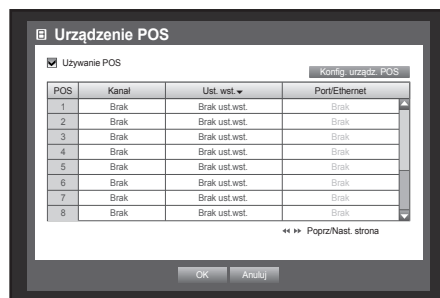 Urządzenie POS
Używanie POS
Konfig. urządz. POS
POS Kanał Ust. wst. Port/Ethernet
1 Brak Brak ust.wst. Brak
2 Brak Brak ust.wst. Brak
3 Brak Brak ust.wst. Brak
4 Brak Brak ust.wst. Brak
5 Brak Brak ust.wst. Brak
6 Brak Brak ust.wst. Brak
7 Brak Brak ust.wst. Brak
8 Brak Brak ust.wst. Brak
Poprz/Nast. strona
OK Anuluj